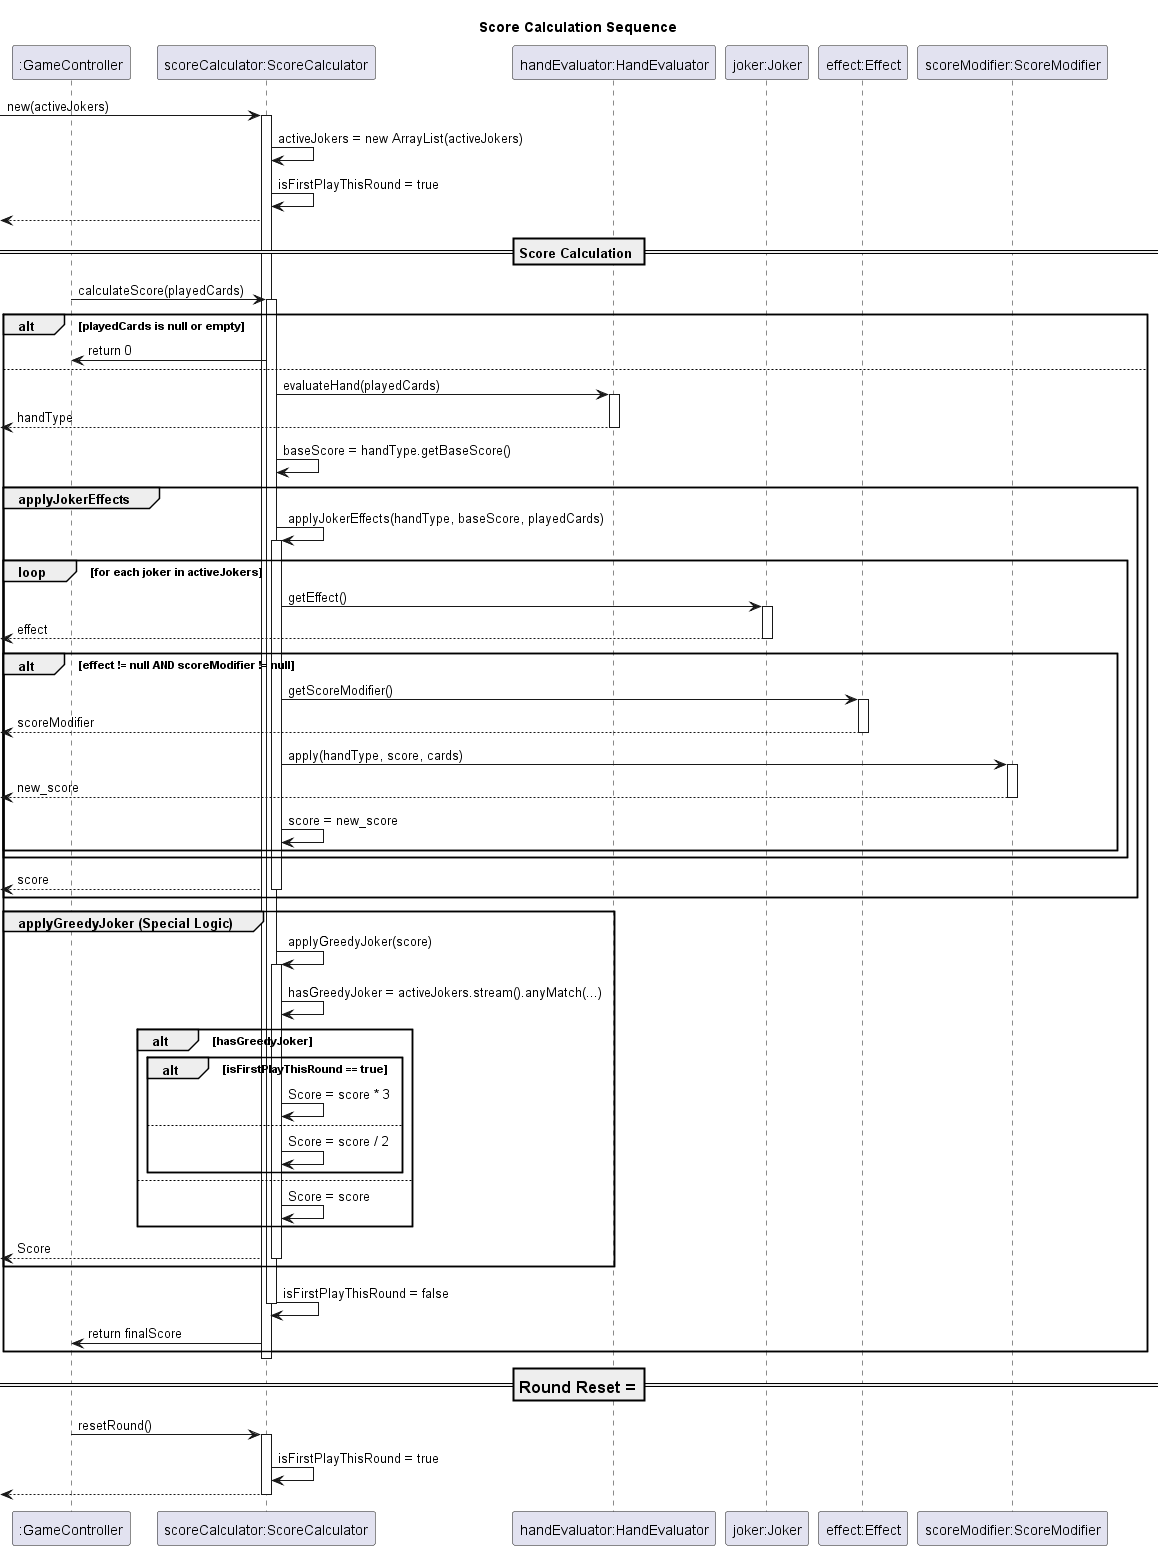 Score Calculation Sequence
:GameController
scoreCalculator:ScoreCalculator
handEvaluator:HandEvaluator
joker:Joker
effect:Effect
scoreModifier:ScoreModifier
new(activeJokers)
activeJokers = new ArrayList(activeJokers)
isFirstPlayThisRound = true
Score Calculation
calculateScore(playedCards)
alt
[playedCards is null or empty]
return 0
evaluateHand(playedCards)
handType
baseScore = handType.getBaseScore()
applyJokerEffects
applyJokerEffects(handType, baseScore, playedCards)
loop
[for each joker in activeJokers]
getEffect()
effect
alt
[effect != null AND scoreModifier != null]
getScoreModifier()
scoreModifier
apply(handType, score, cards)
new_score
score = new_score
score
applyGreedyJoker (Special Logic)
applyGreedyJoker(score)
hasGreedyJoker = activeJokers.stream().anyMatch(...)
alt
[hasGreedyJoker]
alt
[isFirstPlayThisRound == true]
Score = score * 3
Score = score / 2
Score = score
Score
isFirstPlayThisRound = false
return finalScore
Round Reset =
resetRound()
isFirstPlayThisRound = true
:GameController
scoreCalculator:ScoreCalculator
handEvaluator:HandEvaluator
joker:Joker
effect:Effect
scoreModifier:ScoreModifier